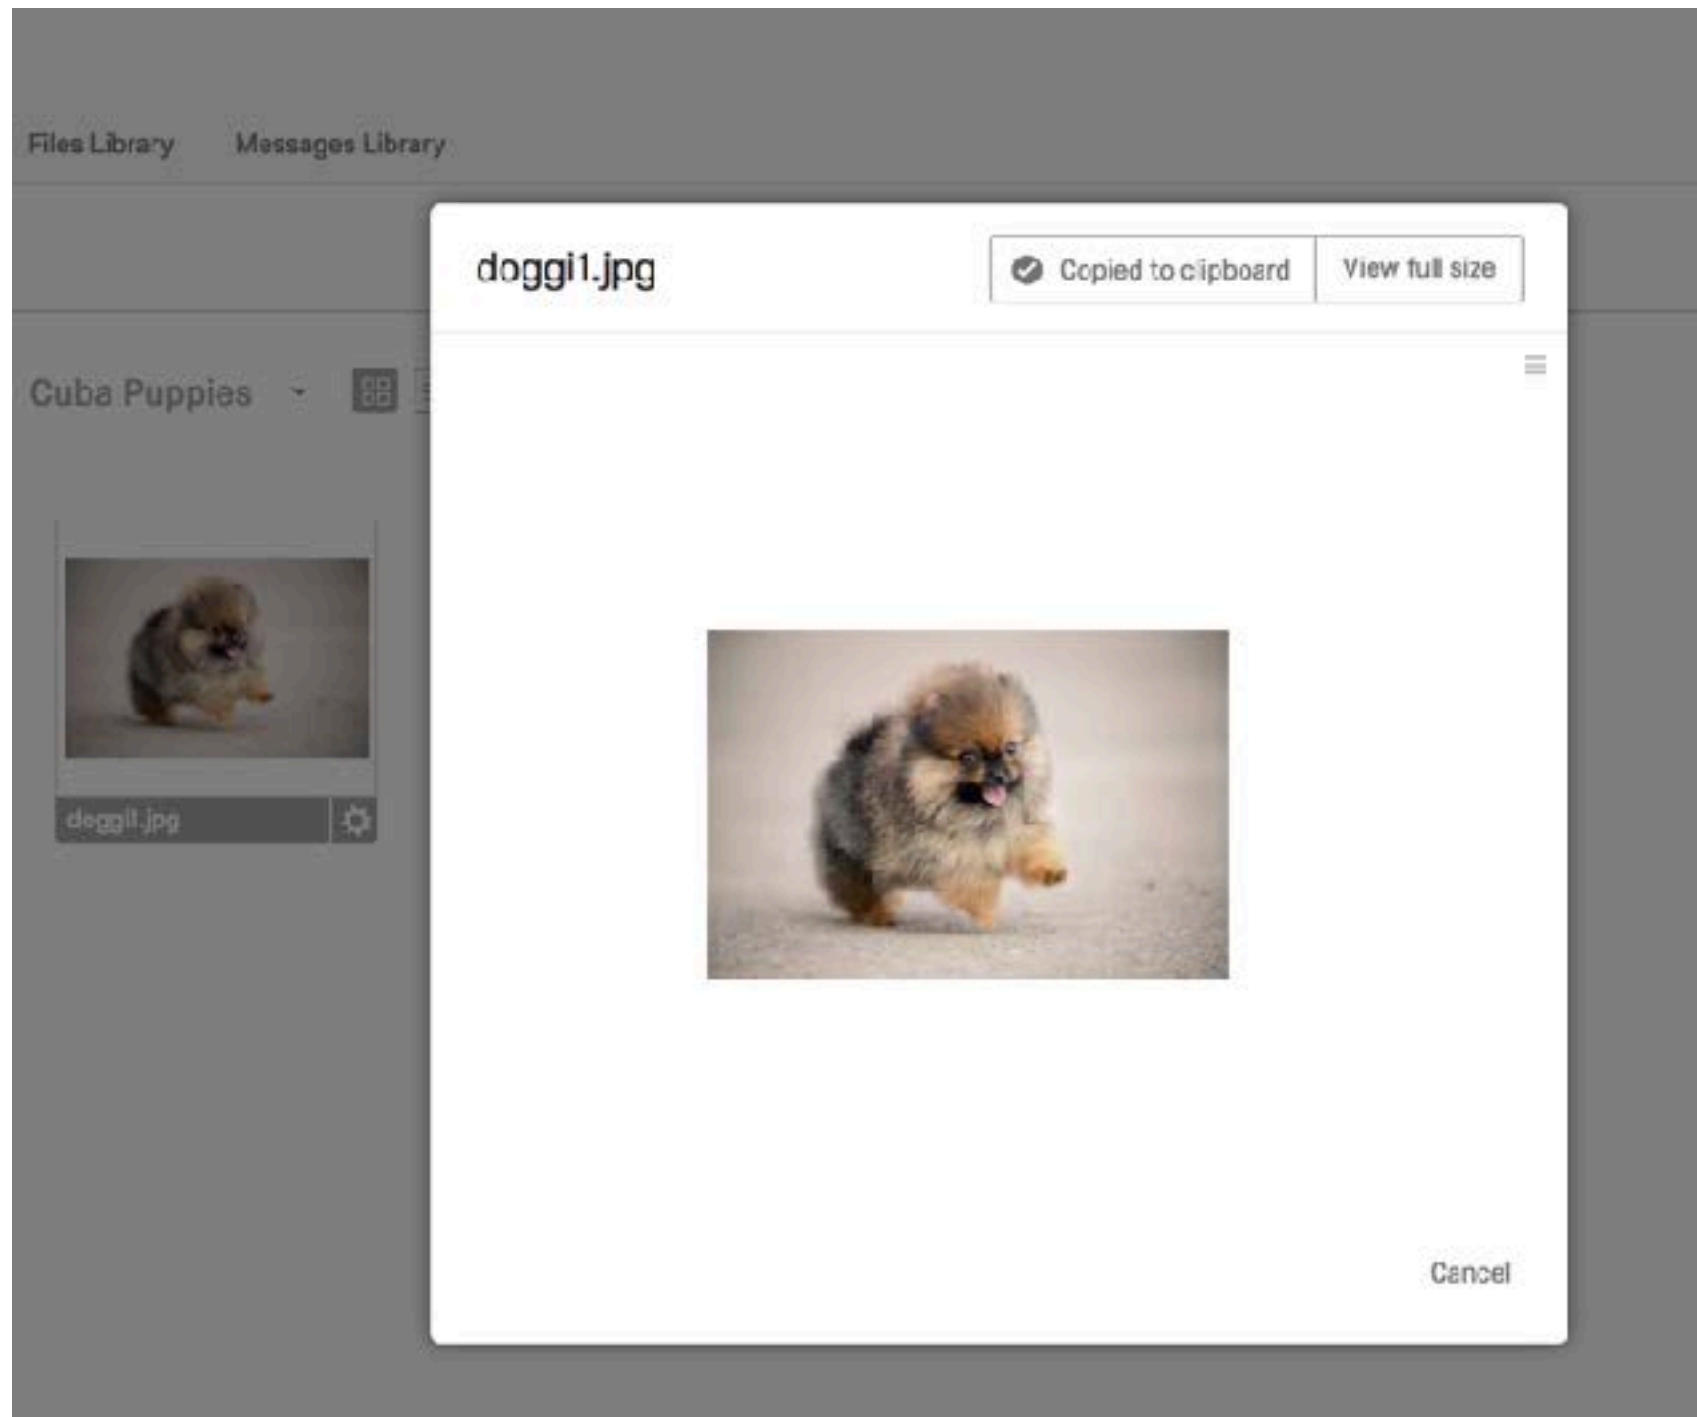 Files Library Messages Library
doggi1.jpg
Copied to clipboard
View full size
Cuba Puppies
doggi1.jpg
Cancel